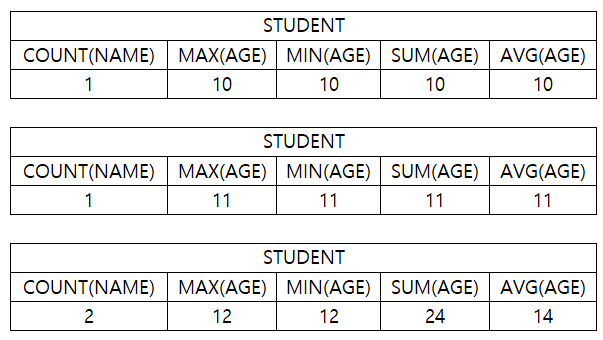 STUDENT
COUNT(NAME) MAX(AGE) MIN(AGE) SUM(AGE) AVG(AGE)
1 10 10 10 10
STUDENT
COUNT(NAME) MAX(AGE) MIN(AGE) SUM(AGE) AVG(AGE)
1 11 11 11 11
STUDENT
COUNT(NAME) MAX(AGE) MIN(AGE) SUM(AGE) AVG(AGE)
2 12 12 24 14